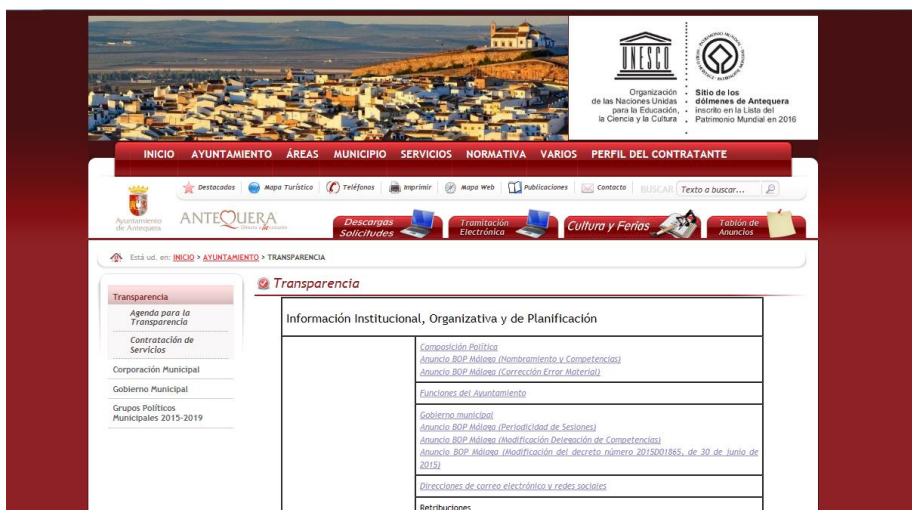 UNESCO
PATRIMONIO MUNDIAL
Organización
de las Naciones Unidas
para la Educación,
la Ciencia y la Cultura
Sitio de los
dólmenes de Antequera
inscrito en la Lista del
Patrimonio Mundial en 2016
INICIO AYUNTAMIENTO ÁREAS MUNICIPIO SERVICIOS NORMATIVA VARIOS PERFIL DEL CONTRATANTE
Destacados Mapa Turístico Teléfonos Imprimir Mapa Web Publicaciones Contacto BUSCAR Texto a buscar...
Ayuntamiento
de Antequera
ANTEQUERA
Descargas
Solicitudes
Tramitación
Electrónica
Cultura y Ferias
Tablón de
Anuncios
Está ud. en: INICIO > AYUNTAMIENTO > TRANSPARENCIA
Transparencia
Agenda para la
Transparencia
Contratación de
Servicios
Corporación Municipal
Gobierno Municipal
Grupos Políticos
Municipales 2015-2019
Transparencia
Información Institucional, Organizativa y de Planificación
Composición Política
Anuncio BOP Málaga (Nombramiento y Competencias)
Anuncio BOP Málaga (Corrección Error Material)
Funciones del Ayuntamiento
Gobierno municipal
Anuncio BOP Málaga (Periodicidad de Sesiones)
Anuncio BOP Málaga (Modificación Delegación de Competencias)
Anuncio BOP Málaga (Modificación del decreto número 2015D01865, de 30 de junio de
2015)
Direcciones de correo electrónico y redes sociales
Retribuciones